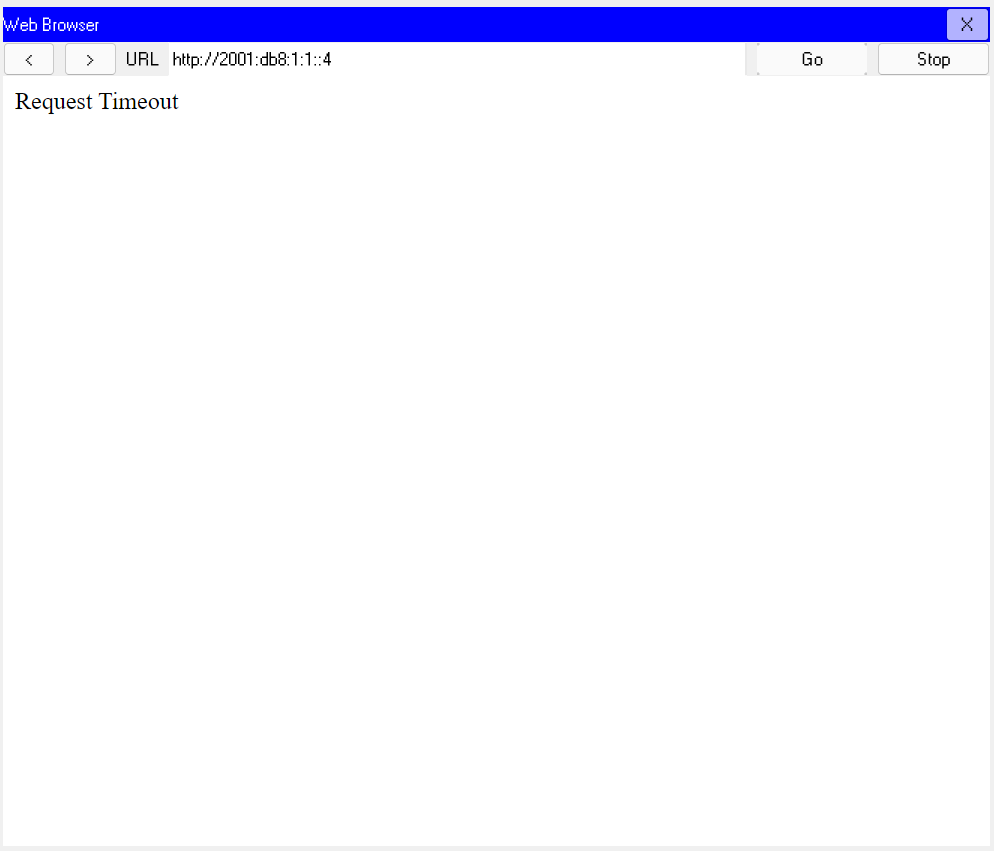 Web Browser X
< > URL http://2001:db8:1:1::4 Go Stop
Request Timeout